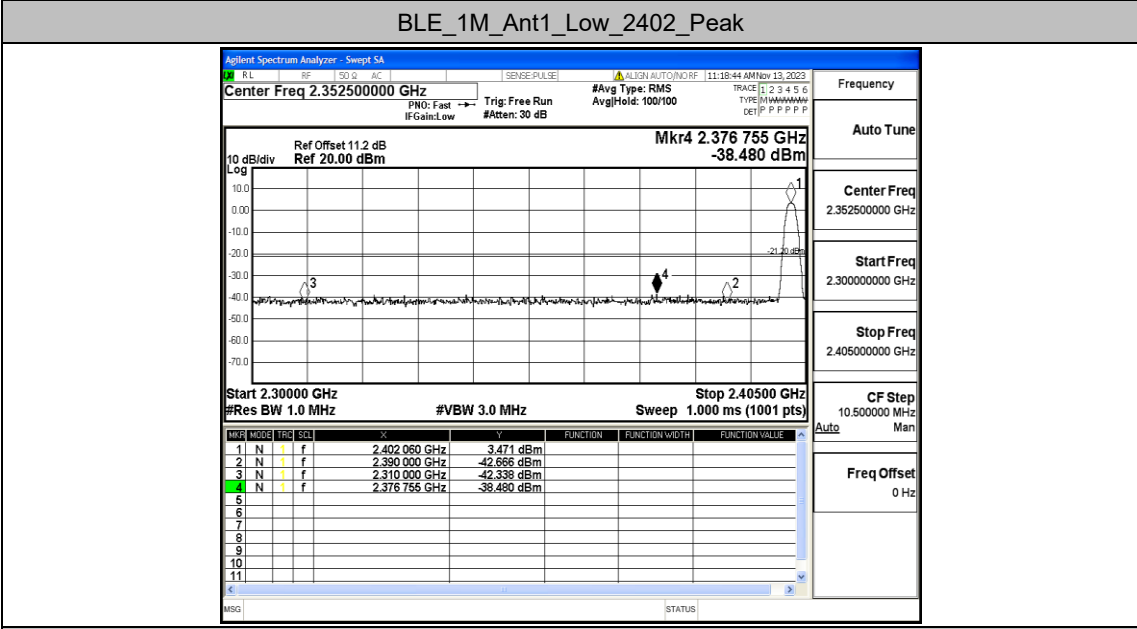 BLE_1M_Ant1_Low_2402_Peak
Agilent Spectrum Analyzer - Swept SA
RL RF 50 Ω AC SENSE:PULSE ALIGN AUTO/NO RF 11:18:44 AM Nov 13, 2023
Center Freq 2.352500000 GHz
PNO: Fast
IFGain:Low
Trig: Free Run
#Atten: 30 dB
#Avg Type: RMS
Avg|Hold: 100/100
TRACE 1 2 3 4 5 6
TYPE M WWWWW
DET P P P P P P
Mkr4 2.376 755 GHz
-38.480 dBm
Ref Offset 11.2 dB
10 dB/div Ref 20.00 dBm
Log
10.0
0.00
-10.0
-20.0
-30.0
-40.0
-50.0
-60.0
-70.0
1
-21.20 dBm
3
4
2
Start 2.30000 GHz Stop 2.40500 GHz
#Res BW 1.0 MHz #VBW 3.0 MHz Sweep 1.000 ms (1001 pts)
MKR MODE TRC SCL X Y FUNCTION FUNCTION WIDTH FUNCTION VALUE
1 N 1 f 2.402 060 GHz 3.471 dBm
2 N 1 f 2.390 000 GHz -42.666 dBm
3 N 1 f 2.310 000 GHz -42.338 dBm
4 N 1 f 2.376 755 GHz -38.480 dBm
5
6
7
8
9
10
11
MSG STATUS
Frequency
Auto Tune
Center Freq
2.352500000 GHz
Start Freq
2.300000000 GHz
Stop Freq
2.405000000 GHz
CF Step
10.500000 MHz
Auto Man
Freq Offset
0 Hz